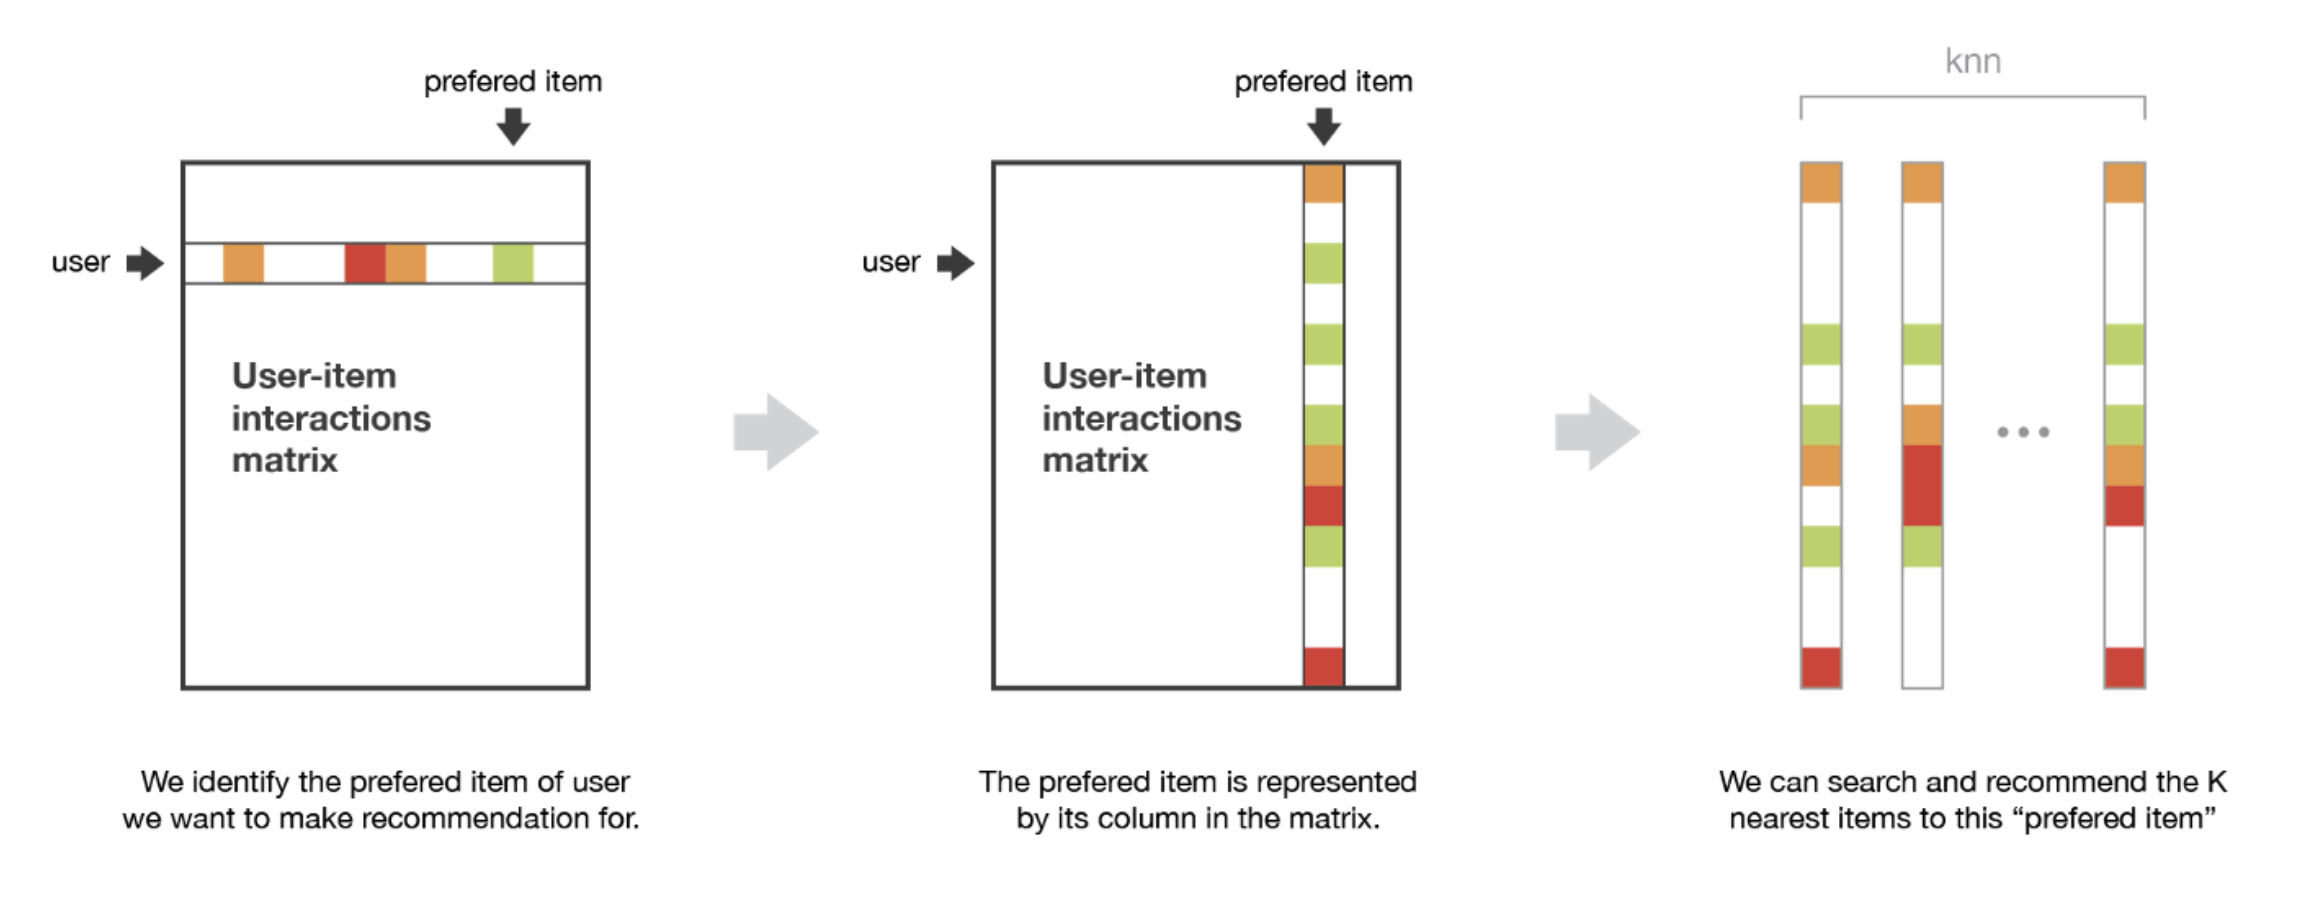 prefered item
user
User-item
interactions
matrix
We identify the prefered item of user
we want to make recommendation for.
prefered item
user
User-item
interactions
matrix
The prefered item is represented
by its column in the matrix.
knn
We can search and recommend the K
nearest items to this “prefered item”